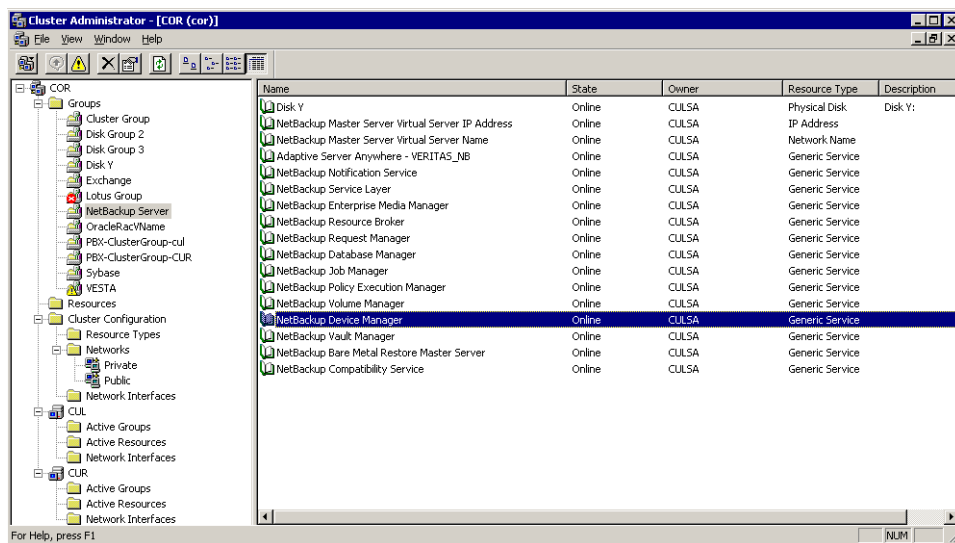 Cluster Administrator - [COR (cor)]
File View Window Help
COR
Groups
Cluster Group
Disk Group 2
Disk Group 3
Disk Y
Exchange
Lotus Group
NetBackup Server
OracleRacVName
PBX-ClusterGroup-cul
PBX-ClusterGroup-CUR
Sybase
VESTA
Resources
Cluster Configuration
Resource Types
Networks
Private
Public
Network Interfaces
CUL
Active Groups
Active Resources
Network Interfaces
CUR
Active Groups
Active Resources
Network Interfaces
Name State Owner Resource Type Description
Disk Y Online CULSA Physical Disk Disk Y:
NetBackup Master Server Virtual Server IP Address Online CULSA IP Address
NetBackup Master Server Virtual Server Name Online CULSA Network Name
Adaptive Server Anywhere - VERITAS_NB Online CULSA Generic Service
NetBackup Notification Service Online CULSA Generic Service
NetBackup Service Layer Online CULSA Generic Service
NetBackup Enterprise Media Manager Online CULSA Generic Service
NetBackup Resource Broker Online CULSA Generic Service
NetBackup Request Manager Online CULSA Generic Service
NetBackup Database Manager Online CULSA Generic Service
NetBackup Job Manager Online CULSA Generic Service
NetBackup Policy Execution Manager Online CULSA Generic Service
NetBackup Volume Manager Online CULSA Generic Service
NetBackup Device Manager Online CULSA Generic Service
NetBackup Vault Manager Online CULSA Generic Service
NetBackup Bare Metal Restore Master Server Online CULSA Generic Service
NetBackup Compatibility Service Online CULSA Generic Service
For Help, press F1 NUM